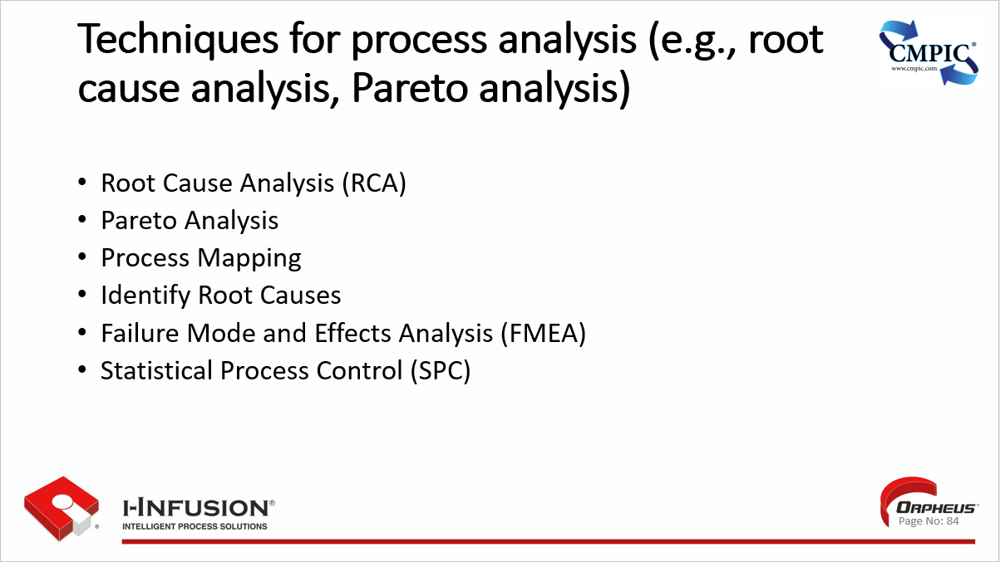 Techniques for process analysis (e.g., root
cause analysis, Pareto analysis)
CMPIC®
www.cmpic.com
• Root Cause Analysis (RCA)
• Pareto Analysis
• Process Mapping
• Identify Root Causes
• Failure Mode and Effects Analysis (FMEA)
• Statistical Process Control (SPC)
®
I-INFUSION®
INTELLIGENT PROCESS SOLUTIONS
ORPHEUS™
Page No: 84